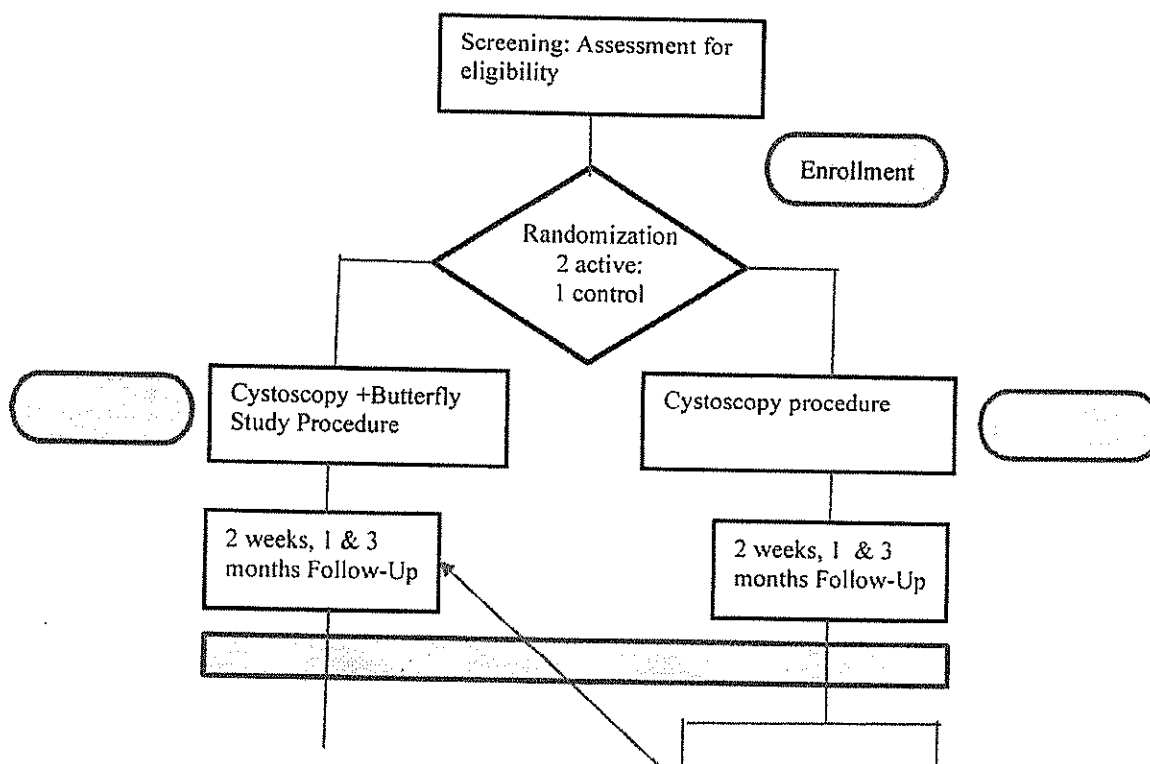 Screening: Assessment for
eligibility
Enrollment
Randomization
2 active:
1 control
Cystoscopy +Butterfly
Study Procedure
Cystoscopy procedure
2 weeks, 1 & 3
months Follow-Up
2 weeks, 1 & 3
months Follow-Up